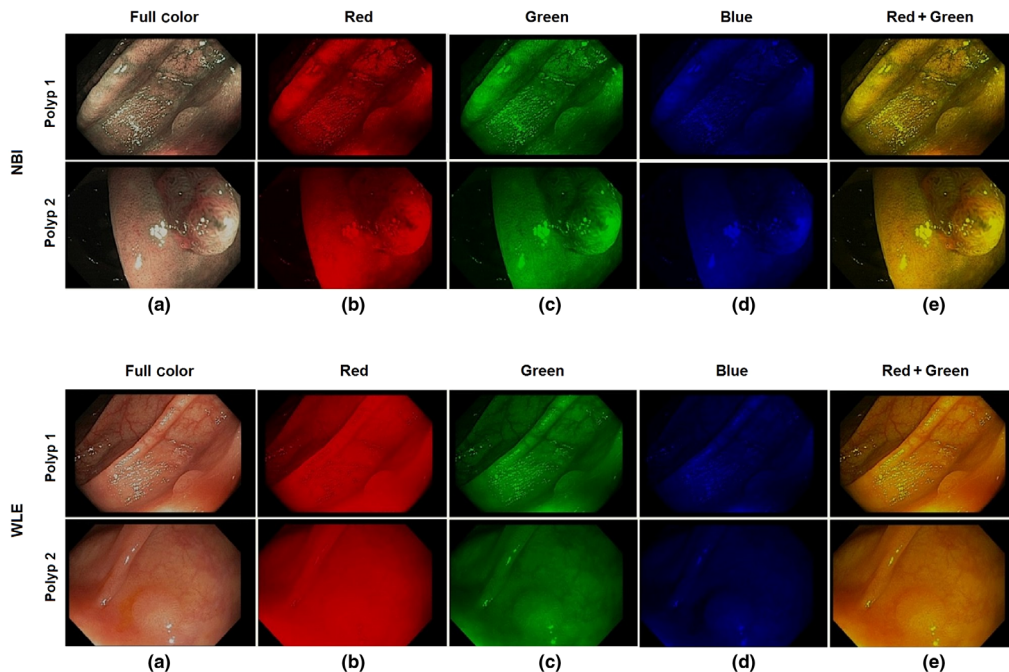 Full color Red Green Blue Red + Green
NBI
Polyp 1
Polyp 2
(a) (b) (c) (d) (e)
Full color Red Green Blue Red + Green
WLE
Polyp 1
Polyp 2
(a) (b) (c) (d) (e)